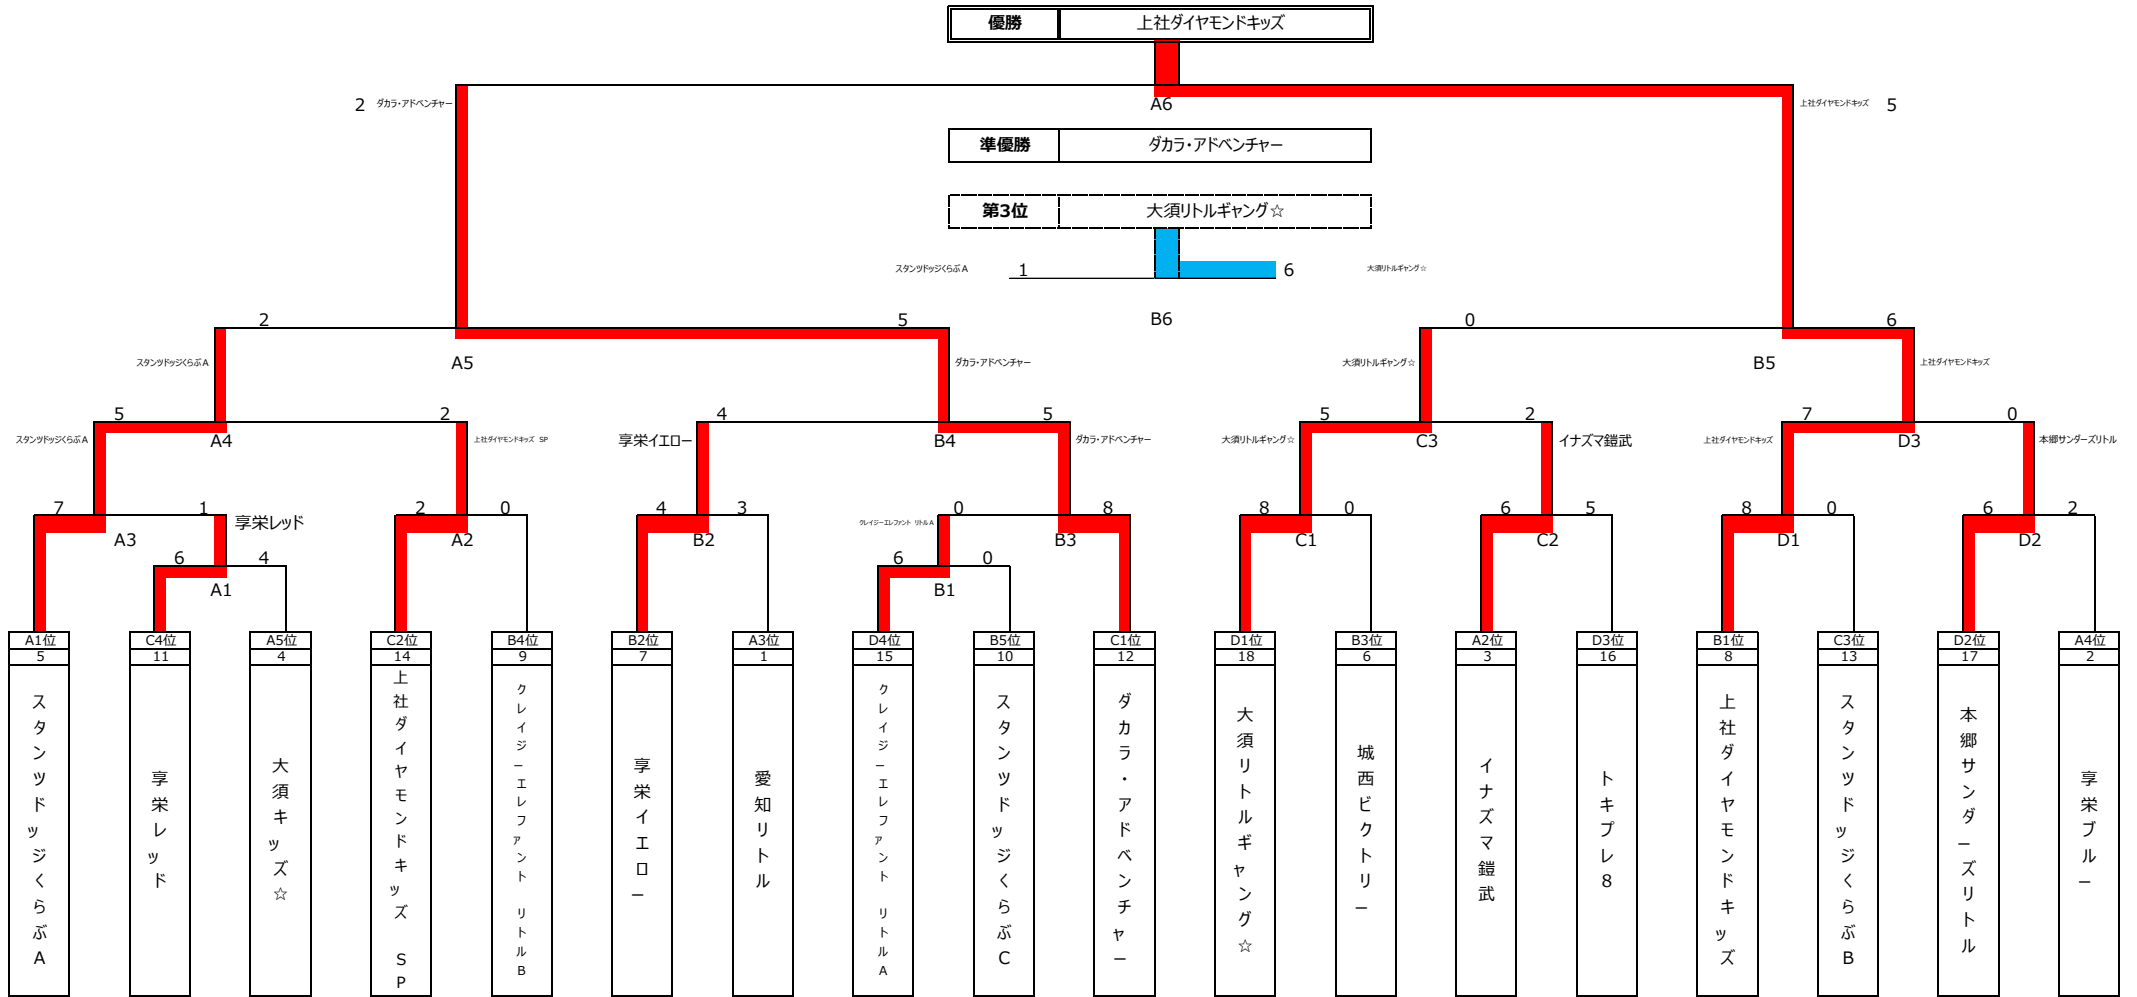 優勝 上社ダイヤモンドキッズ
2 ダカラ・アドベンチャー A6 上社ダイヤモンドキッズ 5
準優勝 ダカラ・アドベンチャー
第3位 大須リトルギャング☆
スタンツドッジくらぶA 1 6 大須リトルギャング☆
B6
2 5 0 6
スタンツドッジくらぶA A5 ダカラ・アドベンチャー 大須リトルギャング☆ B5 上社ダイヤモンドキッズ
5 2 4 5 5 2 7 0
スタンツドッジくらぶA A4 上社ダイヤモンドキッズ SP 享栄イエロー B4 ダカラ・アドベンチャー 大須リトルギャング☆ C3 イナズマ鎧武 上社ダイヤモンドキッズ D3 本郷サンダーズリトル
7 1 2 0 4 3 0 8 8 0 6 5 8 0 6 2
享栄レッド クレイジーエレファント リトルA
A3 A2 B2 B3 C1 C2 D1 D2
6 4 6 0
A1 B1
A1位 C4位 A5位 C2位 B4位 B2位 A3位 D4位 B5位 C1位 D1位 B3位 A2位 D3位 B1位 C3位 D2位 A4位
5 11 4 14 9 7 1 15 10 12 18 6 3 16 8 13 17 2
スタンツドッジくらぶA
享栄レッド
大須キッズ☆
上社ダイヤモンドキッズ SP
クレイジーエレファント リトルB
享栄イエロー
愛知リトル
クレイジーエレファント リトルA
スタンツドッジくらぶC
ダカラ・アドベンチャー
大須リトルギャング☆
城西ビクトリー
イナズマ鎧武
トキプレ8
上社ダイヤモンドキッズ
スタンツドッジくらぶB
本郷サンダーズリトル
享栄ブルー